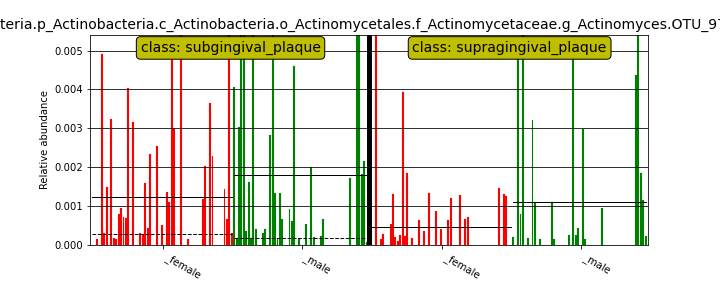 teria.p_Actinobacteria.c_Actinobacteria.o_Actinomycetales.f_Actinomycetaceae.g_Actinomyces.OTU_97
class: subgingival_plaque
class: supragingival_plaque
Relative abundance
0.005
0.004
0.003
0.002
0.001
0.000
_female
_male
_female
_male